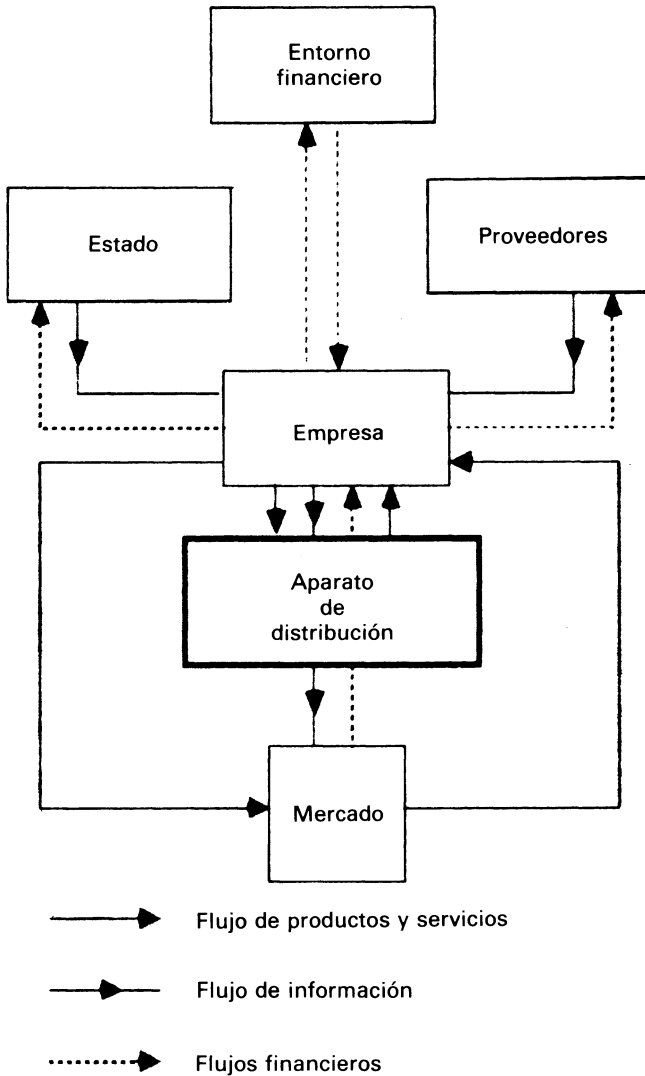 Entorno
financiero
Estado
Proveedores
Empresa
Aparato
de
distribución
Mercado
Flujo de productos y servicios
Flujo de información
Flujos financieros